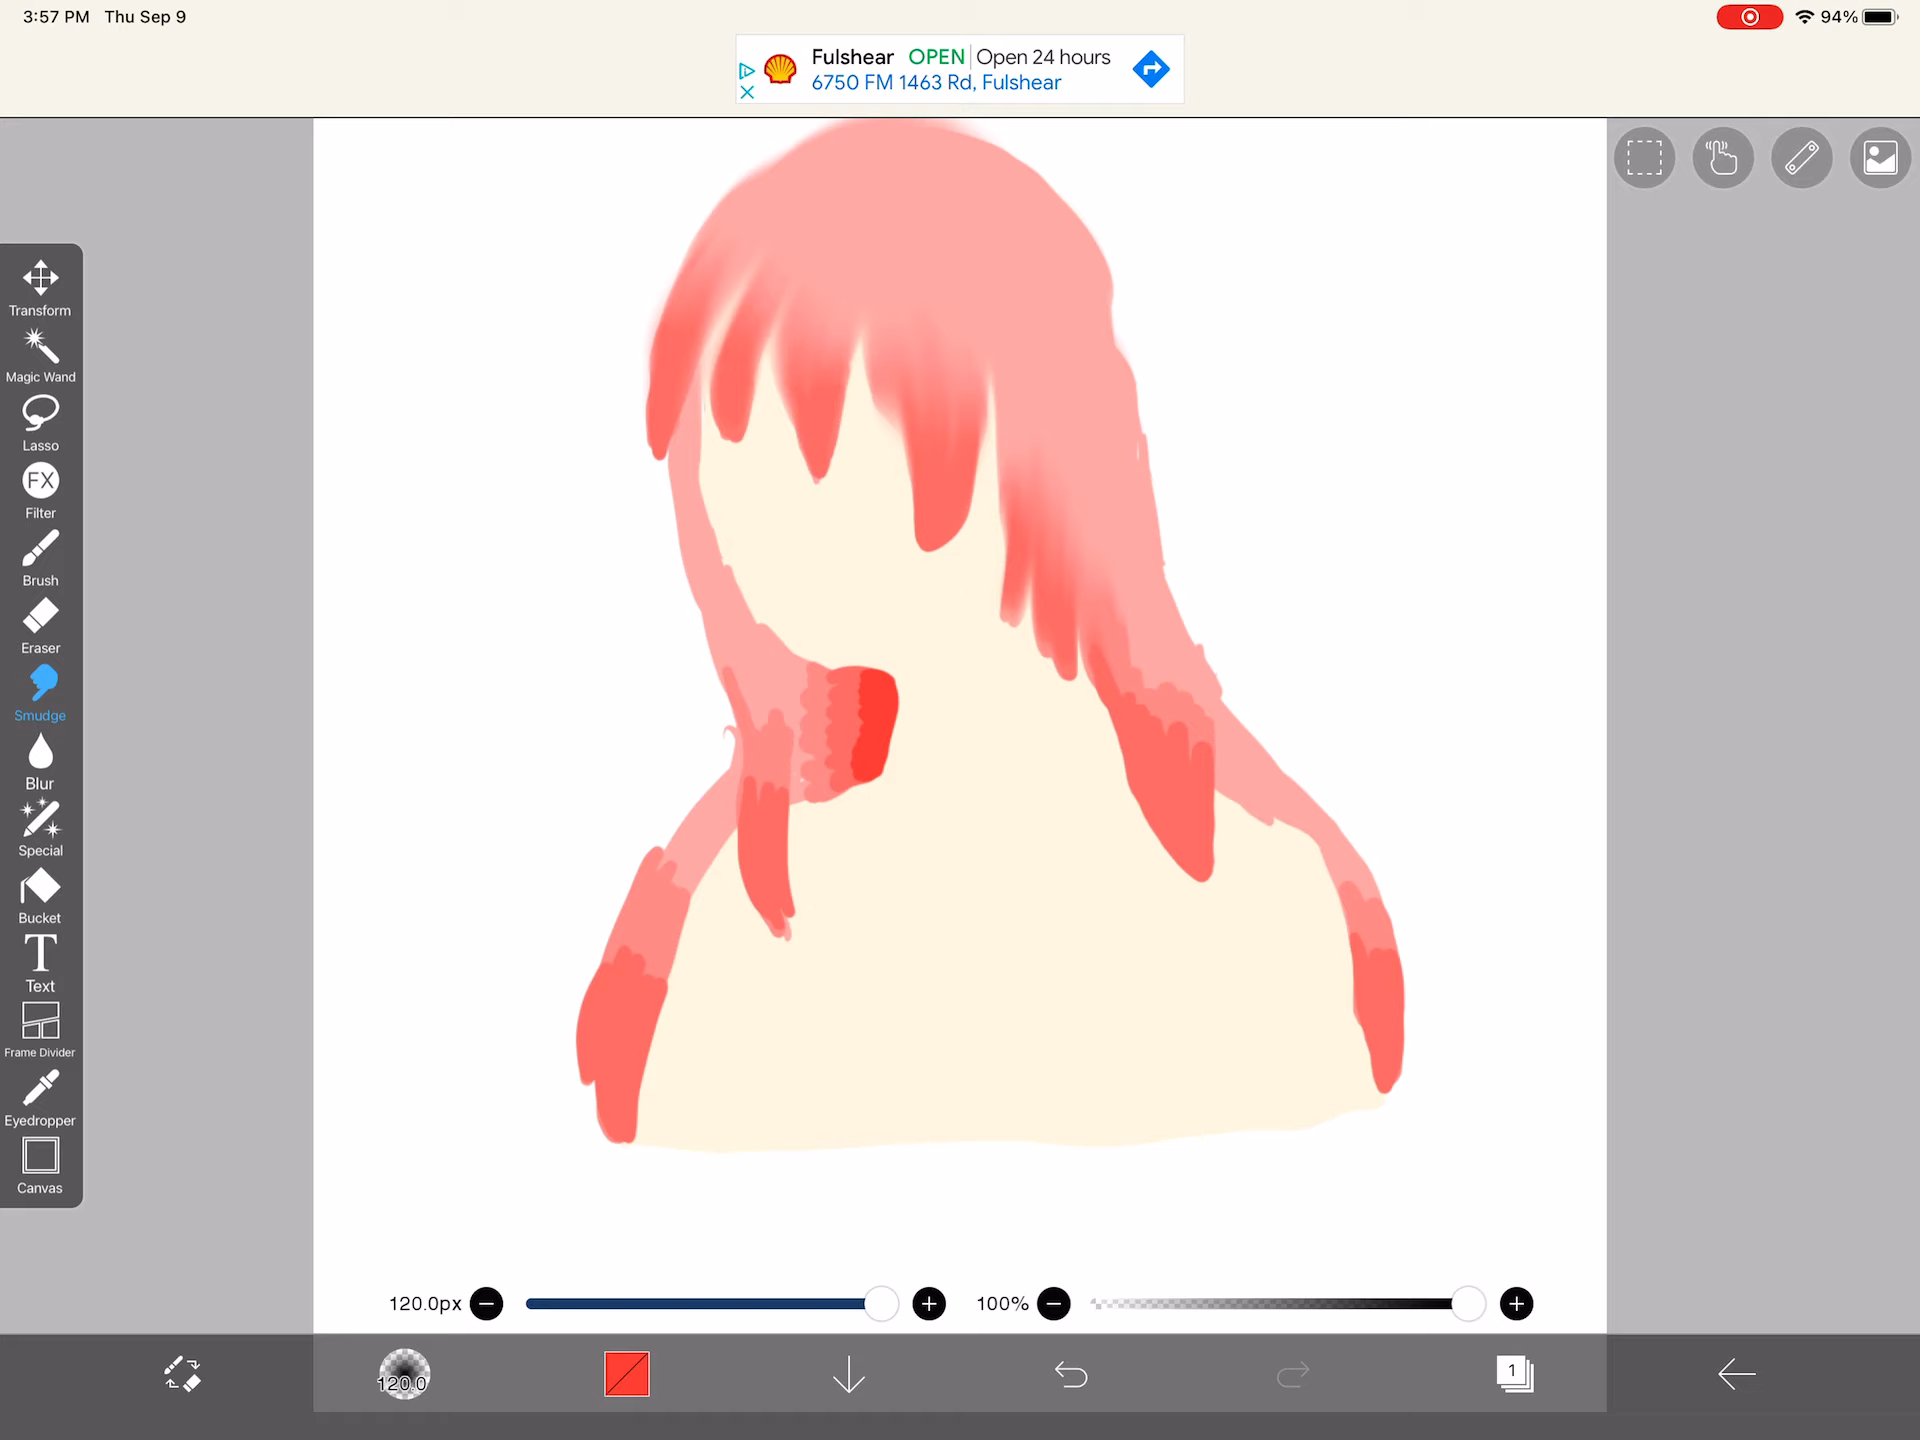 3:57 PM Thu Sep 9
94%
Fulshear OPEN Open 24 hours
6750 FM 1463 Rd, Fulshear
Transform
Magic Wand
Lasso
FX
Filter
Brush
Eraser
Smudge
Blur
Special
Bucket
T
Text
Frame Divider
Eyedropper
Canvas
120.0px
100%
120.0
1